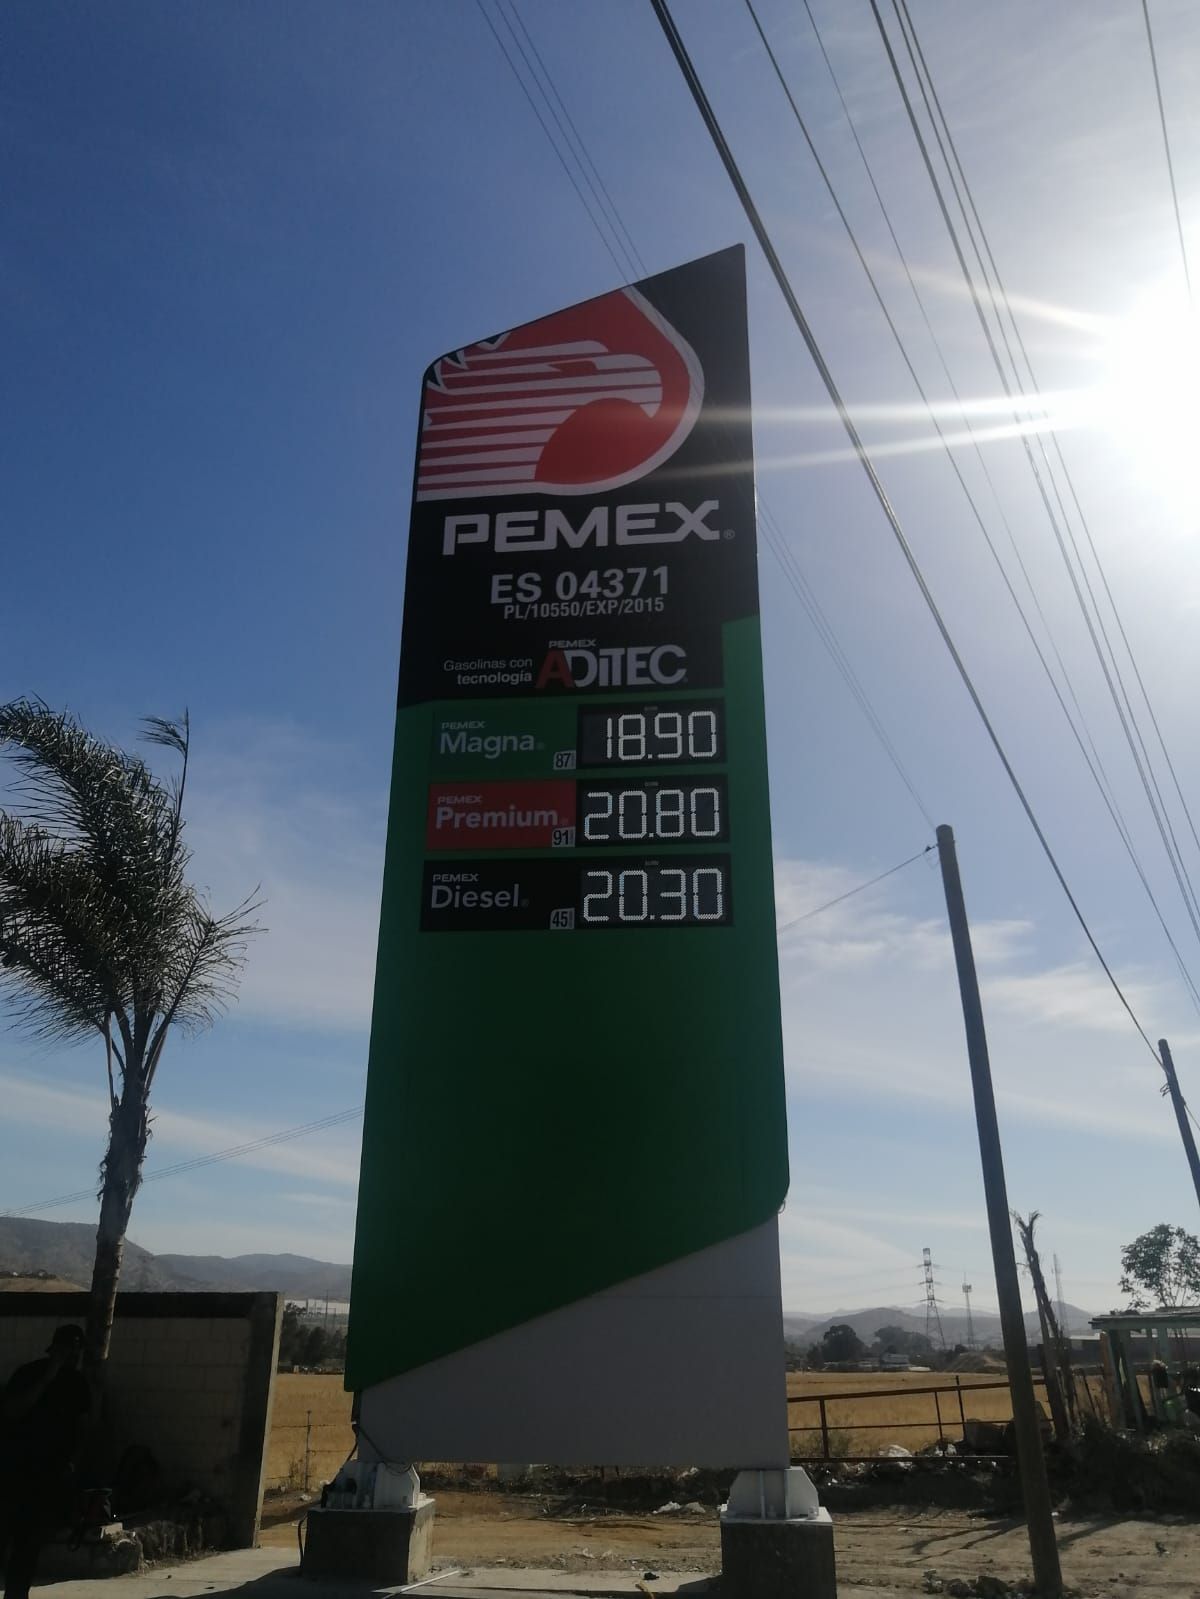 PEMEX®
ES 04371
PL/10550/EXP/2015
Gasolinas con
tecnología
PEMEX
ADITEC
PEMEX
Magna®
87
18.90
PEMEX
Premium®
91
20.80
PEMEX
Diesel®
45
20.30